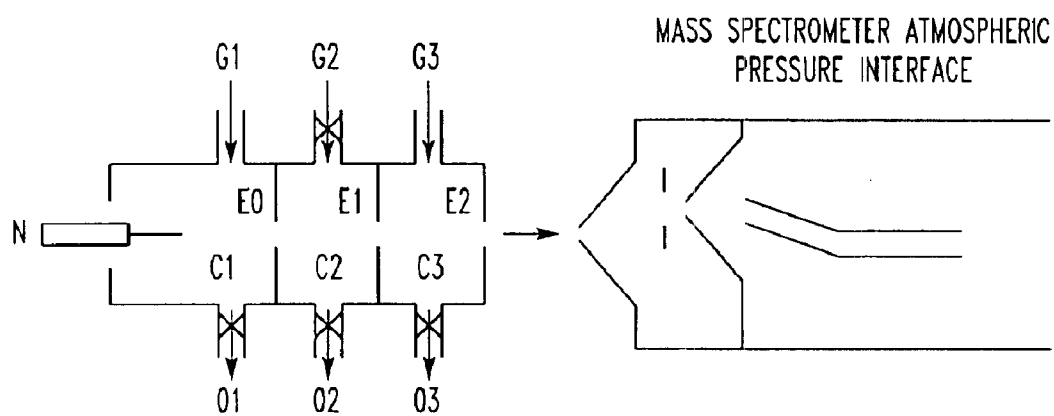 MASS SPECTROMETER ATMOSPHERIC
PRESSURE INTERFACE
G1 G2 G3
E0 E1 E2
N
C1 C2 C3
O1 O2 O3